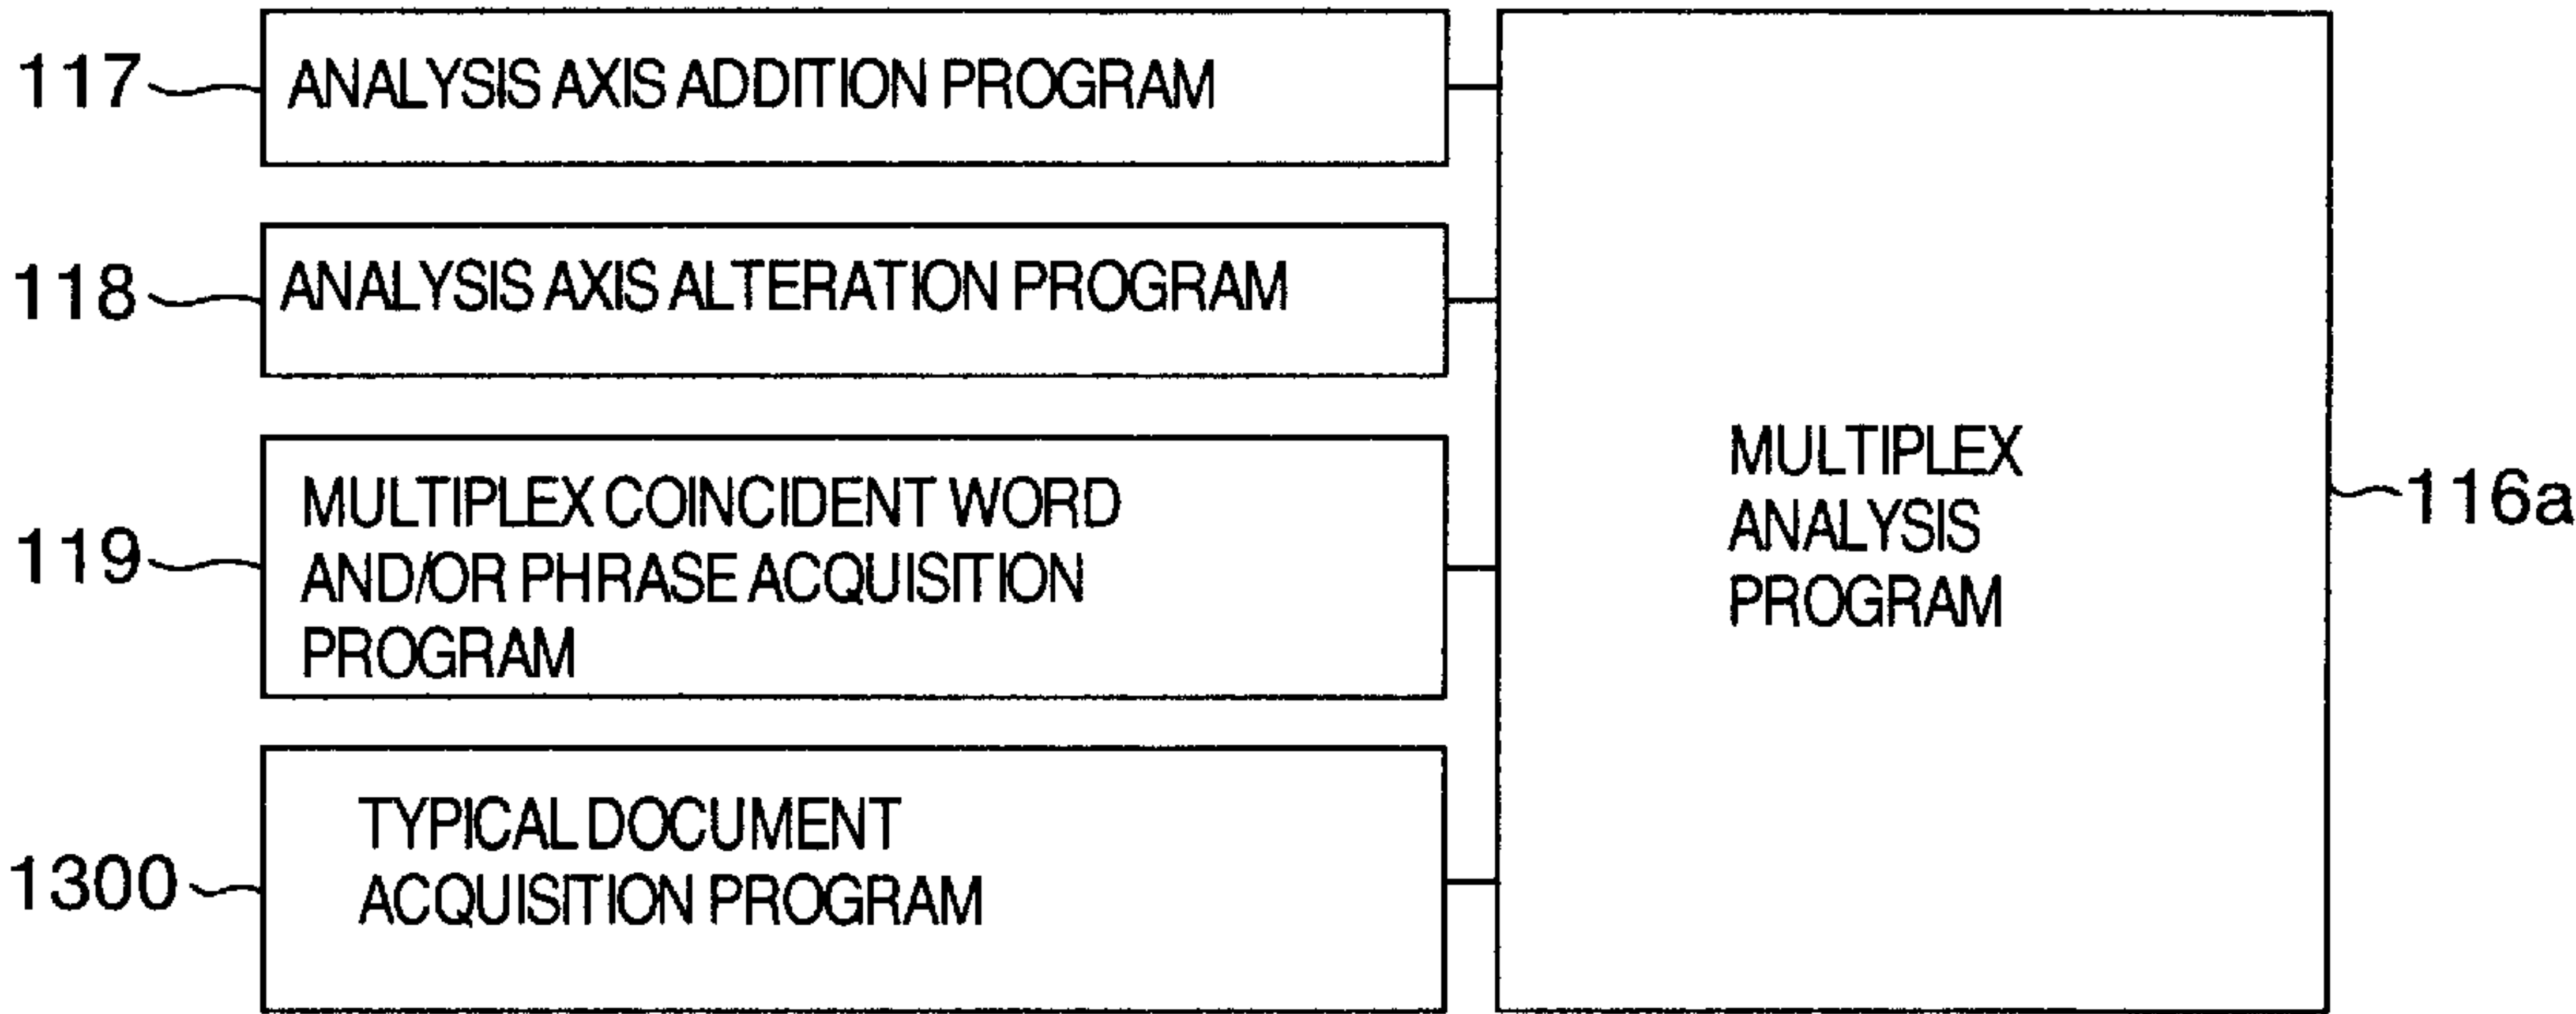 117
ANALYSIS AXIS ADDITION PROGRAM
118
ANALYSIS AXIS ALTERATION PROGRAM
119
MULTIPLEX COINCIDENT WORD
AND/OR PHRASE ACQUISITION
PROGRAM
1300
TYPICAL DOCUMENT
ACQUISITION PROGRAM
MULTIPLEX
ANALYSIS
PROGRAM
116a